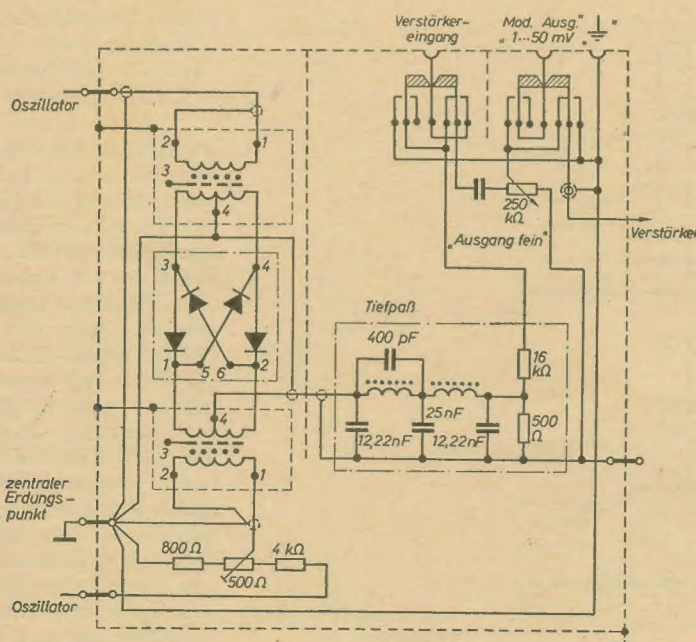 Verstärker-
eingang
Mod. Ausg."
„ 1...50 mV „ "
Oszillator
2 1
3
4
3 4
1 5 6 2
4
3
2 1
250
kΩ
Verstärker
„Ausgang fein"
Tiefpaß
400 pF
16
kΩ
25nF
12,22nF 12,22nF
500
Ω
zentraler
Erdungs-
punkt
800Ω 4 kΩ
500Ω
Oszillator